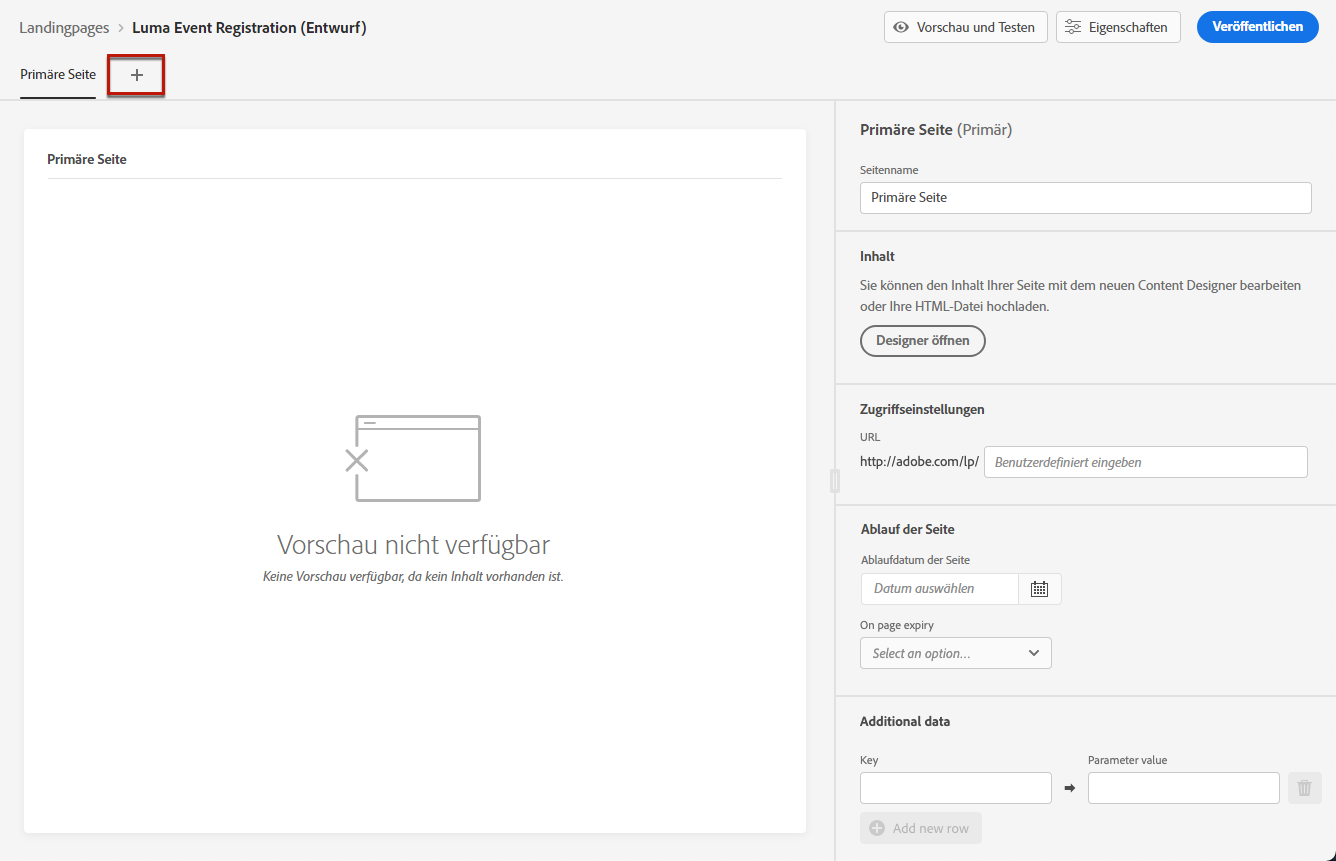 Landingpages > Luma Event Registration (Entwurf)
Vorschau und Testen
Eigenschaften
Veröffentlichen
Primäre Seite
+
Primäre Seite
Vorschau nicht verfügbar
Keine Vorschau verfügbar, da kein Inhalt vorhanden ist.
Primäre Seite (Primär)
Seitenname
Primäre Seite
Inhalt
Sie können den Inhalt Ihrer Seite mit dem neuen Content Designer bearbeiten
oder Ihre HTML-Datei hochladen.
Designer öffnen
Zugriffseinstellungen
URL
http://adobe.com/lp/ Benutzerdefiniert eingeben
Ablauf der Seite
Ablaufdatum der Seite
Datum auswählen
On page expiry
Select an option...
Additional data
Key
Parameter value
Add new row